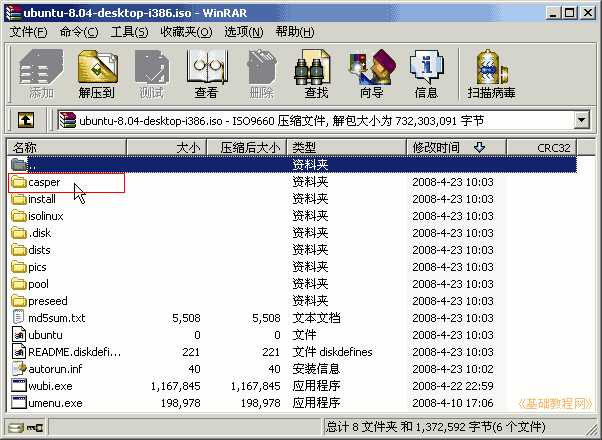 ubuntu-8.04-desktop-i386.iso - WinRAR
文件(F) 命令(C) 工具(S) 收藏夹(O) 选项(N) 帮助(H)
添加 解压到 测试 查看 删除 查找 向导 信息 扫描病毒
ubuntu-8.04-desktop-i386.iso - ISO9660 压缩文件, 解包大小为 732,303,091 字节
名称 大小 压缩后大小 类型 修改时间 CRC32
.. 资料夹
casper 资料夹 2008-4-23 10:03
install 资料夹 2008-4-23 10:03
isolinux 资料夹 2008-4-23 10:03
.disk 资料夹 2008-4-23 10:03
dists 资料夹 2008-4-23 10:03
pics 资料夹 2008-4-23 10:03
pool 资料夹 2008-4-23 10:03
preseed 资料夹 2008-4-23 10:03
md5sum.txt 5,508 5,508 文本文档 2008-4-23 10:03
ubuntu 0 0 文件 2008-4-23 10:03
README.diskdefi... 221 221 文件 diskdefines 2008-4-23 10:03
autorun.inf 40 40 安装信息 2008-4-23 10:02
wubi.exe 1,167,845 1,167,845 应用程序 2008-4-22 22:59
umenu.exe 198,978 198,978 应用程序 2008-4-10 17:06
《基础教程网》
总计 8 文件夹 和 1,372,592 字节(6 个文件)